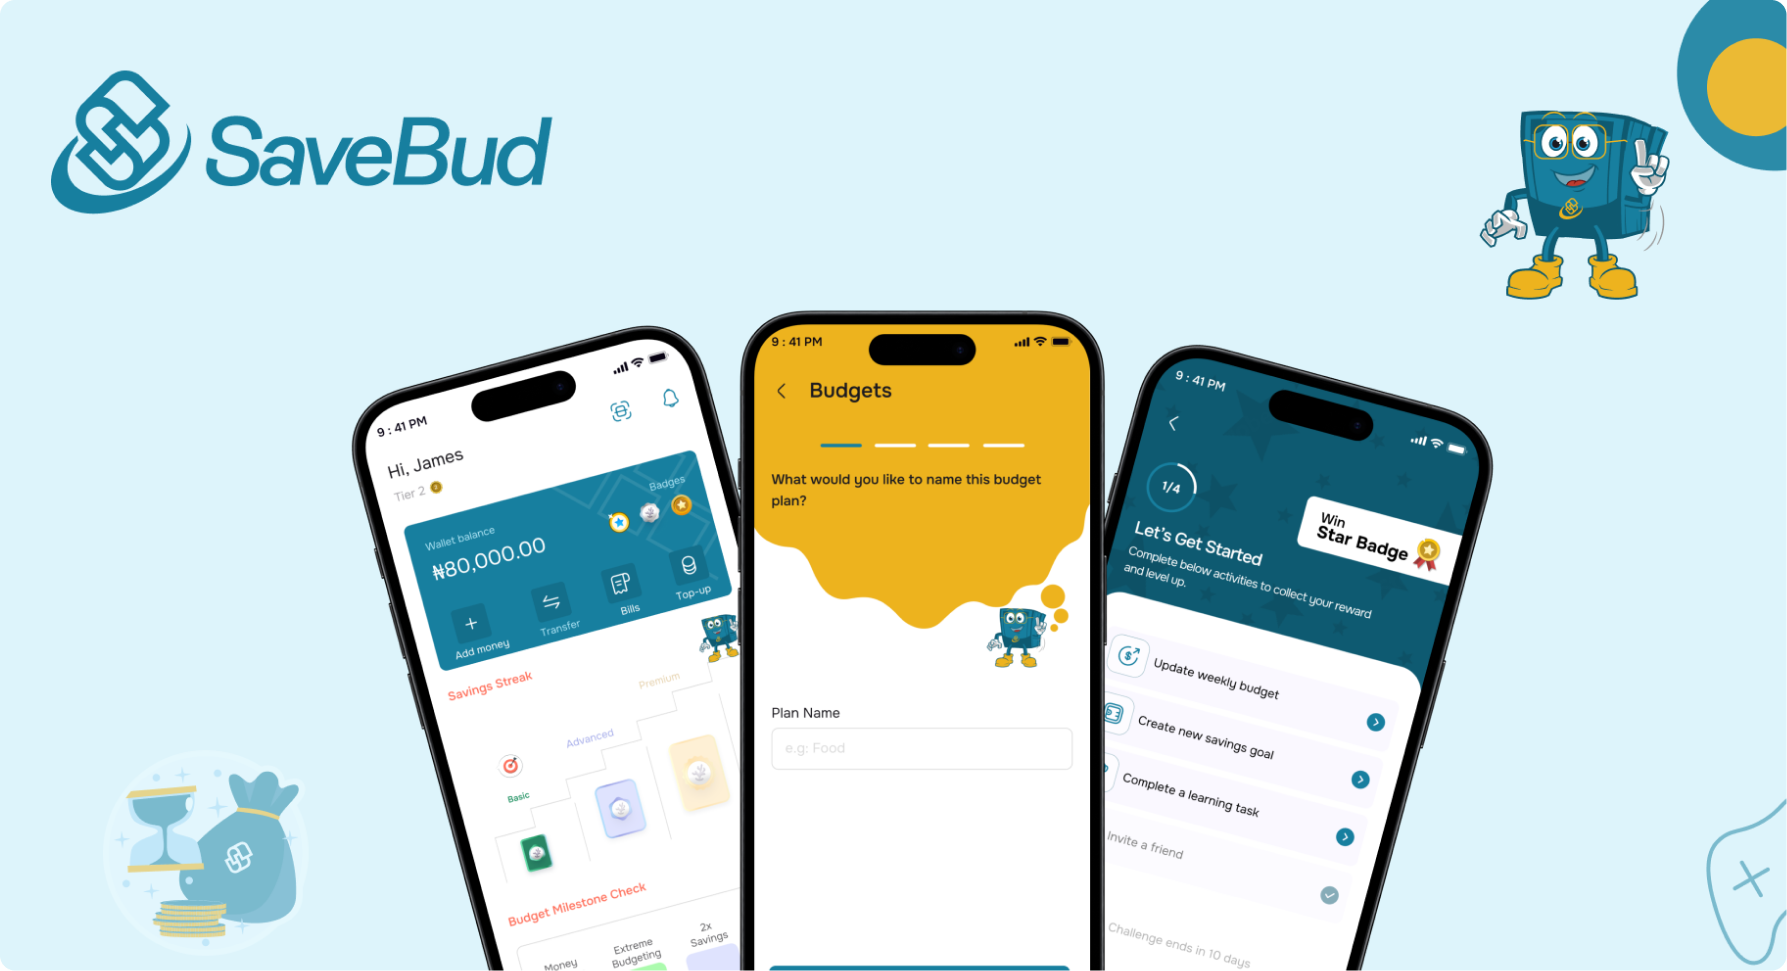 SaveBud
9 : 41 PM
Hi, James
Tier 2
Badges
Wallet balance
₦80,000.00
Add money
Transfer
Bills
Top-up
Savings Streak
Premium
Advanced
Basic
Budget Milestone Check
Money
Extreme
Budgeting
2x
Savings
9 : 41 PM
Budgets
What would you like to name this budget
plan?
Plan Name
e.g: Food
9 : 41 PM
1/4
Win
Star Badge
Let's Get Started
Complete below activities to collect your reward
and level up.
Update weekly budget
Create new savings goal
Complete a learning task
Invite a friend
Challenge ends in 10 days